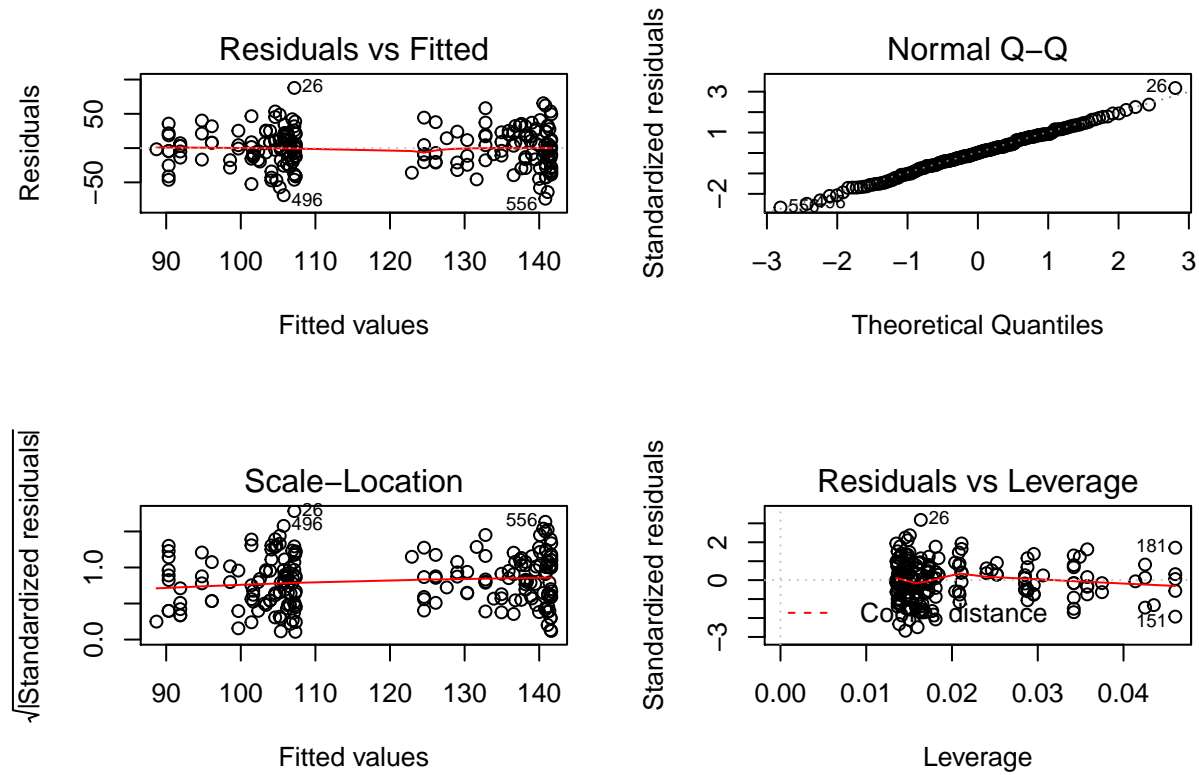 Residuals vs Fitted
Residuals
50
−50
26
496
556
90 100 110 120 130 140
Fitted values
Normal Q−Q
Standardized residuals
3
1
−2
26
−3 −2 −1 0 1 2 3
Theoretical Quantiles
Scale−Location
√|Standardized residuals|
1.0
0.0
26
496
556
90 100 110 120 130 140
Fitted values
Residuals vs Leverage
Standardized residuals
2
0
−3
26
181
151
distance
0.00 0.01 0.02 0.03 0.04
Leverage